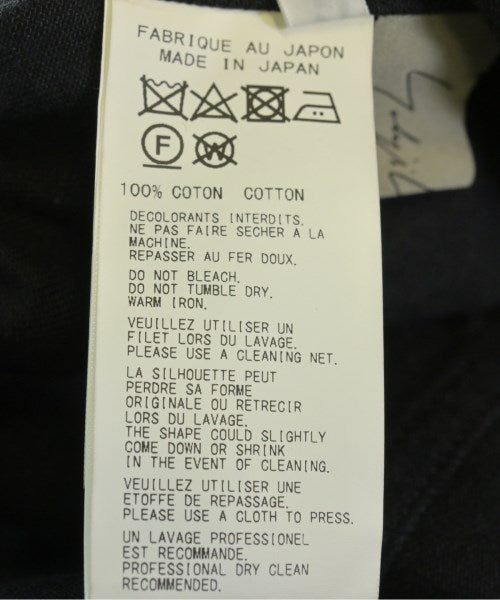 FABRIQUE AU JAPON
MADE IN JAPAN
F W
100% COTON COTTON
DECOLORANTS INTERDITS.
NE PAS FAIRE SECHER A LA
MACHINE.
REPASSER AU FER DOUX.
DO NOT BLEACH.
DO NOT TUMBLE DRY.
WARM IRON.
VEUILLEZ UTILISER UN
FILET LORS DU LAVAGE.
PLEASE USE A CLEANING NET.
LA SILHOUETTE PEUT
PERDRE SA FORME
ORIGINALE OU RETRECIR
LORS DU LAVAGE.
THE SHAPE COULD SLIGHTLY
COME DOWN OR SHRINK
IN THE EVENT OF CLEANING.
VEUILLEZ UTILISER UNE
ETOFFE DE REPASSAGE.
PLEASE USE A CLOTH TO PRESS.
UN LAVAGE PROFESSIONEL
EST RECOMMANDE.
PROFESSIONAL DRY CLEAN
RECOMMENDED.